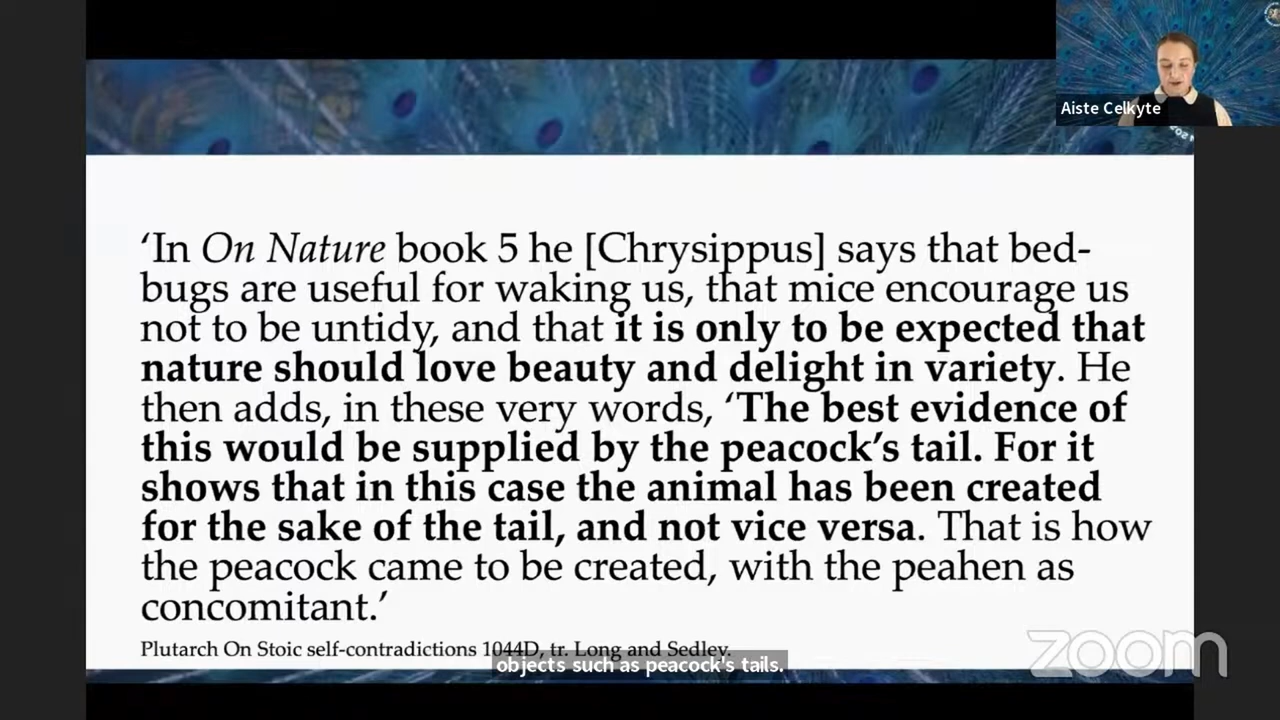 Aiste Celkyte
‘In On Nature book 5 he [Chrysippus] says that bed-
bugs are useful for waking us, that mice encourage us
not to be untidy, and that it is only to be expected that
nature should love beauty and delight in variety. He
then adds, in these very words, ‘The best evidence of
this would be supplied by the peacock’s tail. For it
shows that in this case the animal has been created
for the sake of the tail, and not vice versa. That is how
the peacock came to be created, with the peahen as
concomitant.’
Plutarch On Stoic self-contradictions 1044D, tr. Long and Sedley.
objects such as peacock's tails.
zoom